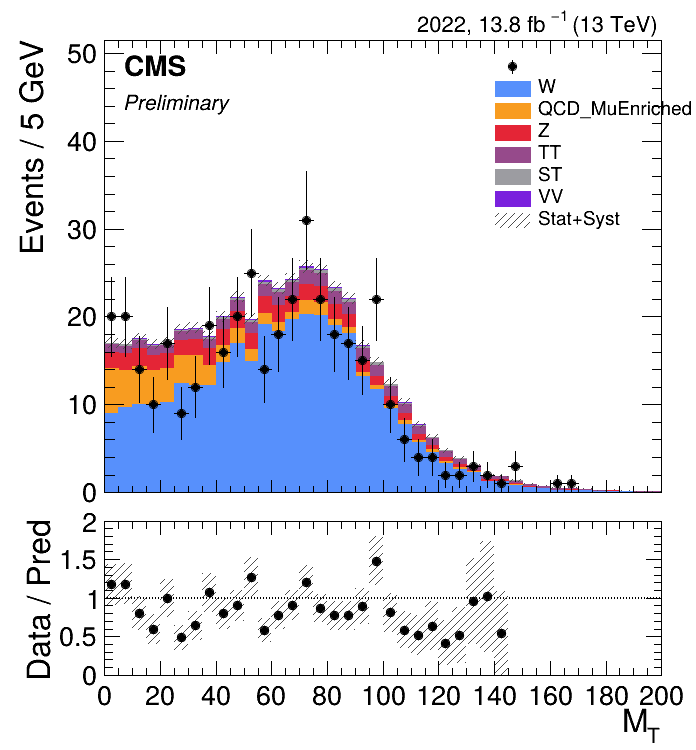 2022, 13.8 fb⁻¹ (13 TeV)
CMS
Preliminary
W
QCD_MuEnriched
Z
TT
ST
VV
Stat+Syst
Events / 5 GeV
50
40
30
20
10
0
Data / Pred
2
1.5
1
0.5
0
0 20 40 60 80 100 120 140 160 180 200
M_T